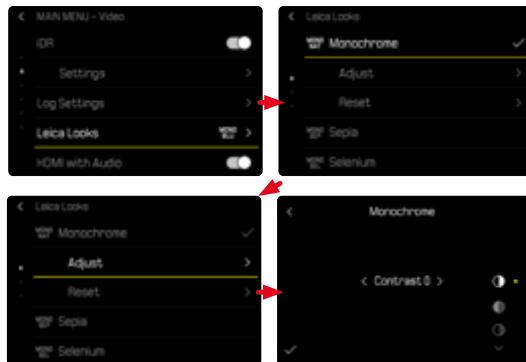 MAIN MENU - Video
iDR
Settings
Log Settings
Leica Looks
HDMI with Audio
Leica Looks
Monochrome
Adjust
Reset
Sepia
Selenium
Leica Looks
Monochrome
Adjust
Reset
Sepia
Selenium
Monochrome
Contrast 0